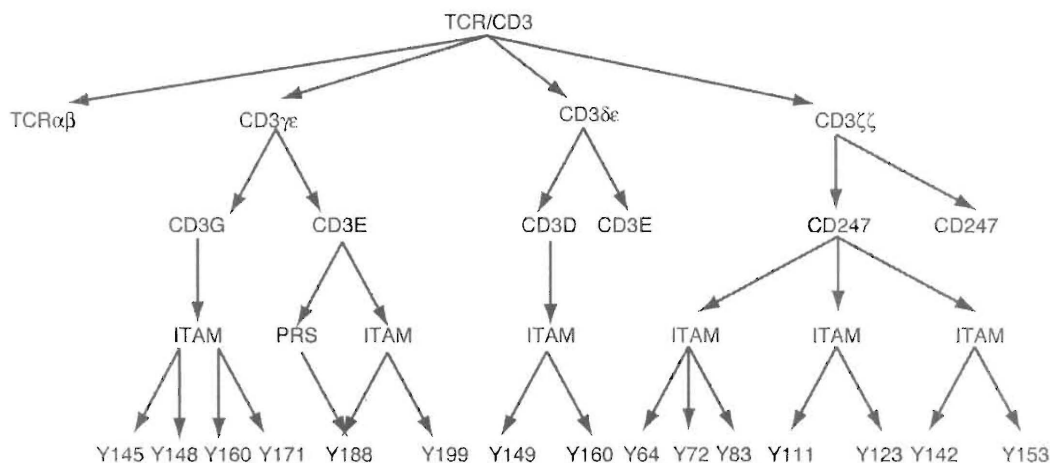 TCR/CD3
TCRαβ CD3γε CD3δε CD3ζζ
CD3G CD3E CD3D CD3E CD247 CD247
ITAM PRS ITAM ITAM ITAM ITAM ITAM
Y145 Y148 Y160 Y171 Y188 Y199 Y149 Y160 Y64 Y72 Y83 Y111 Y123 Y142 Y153